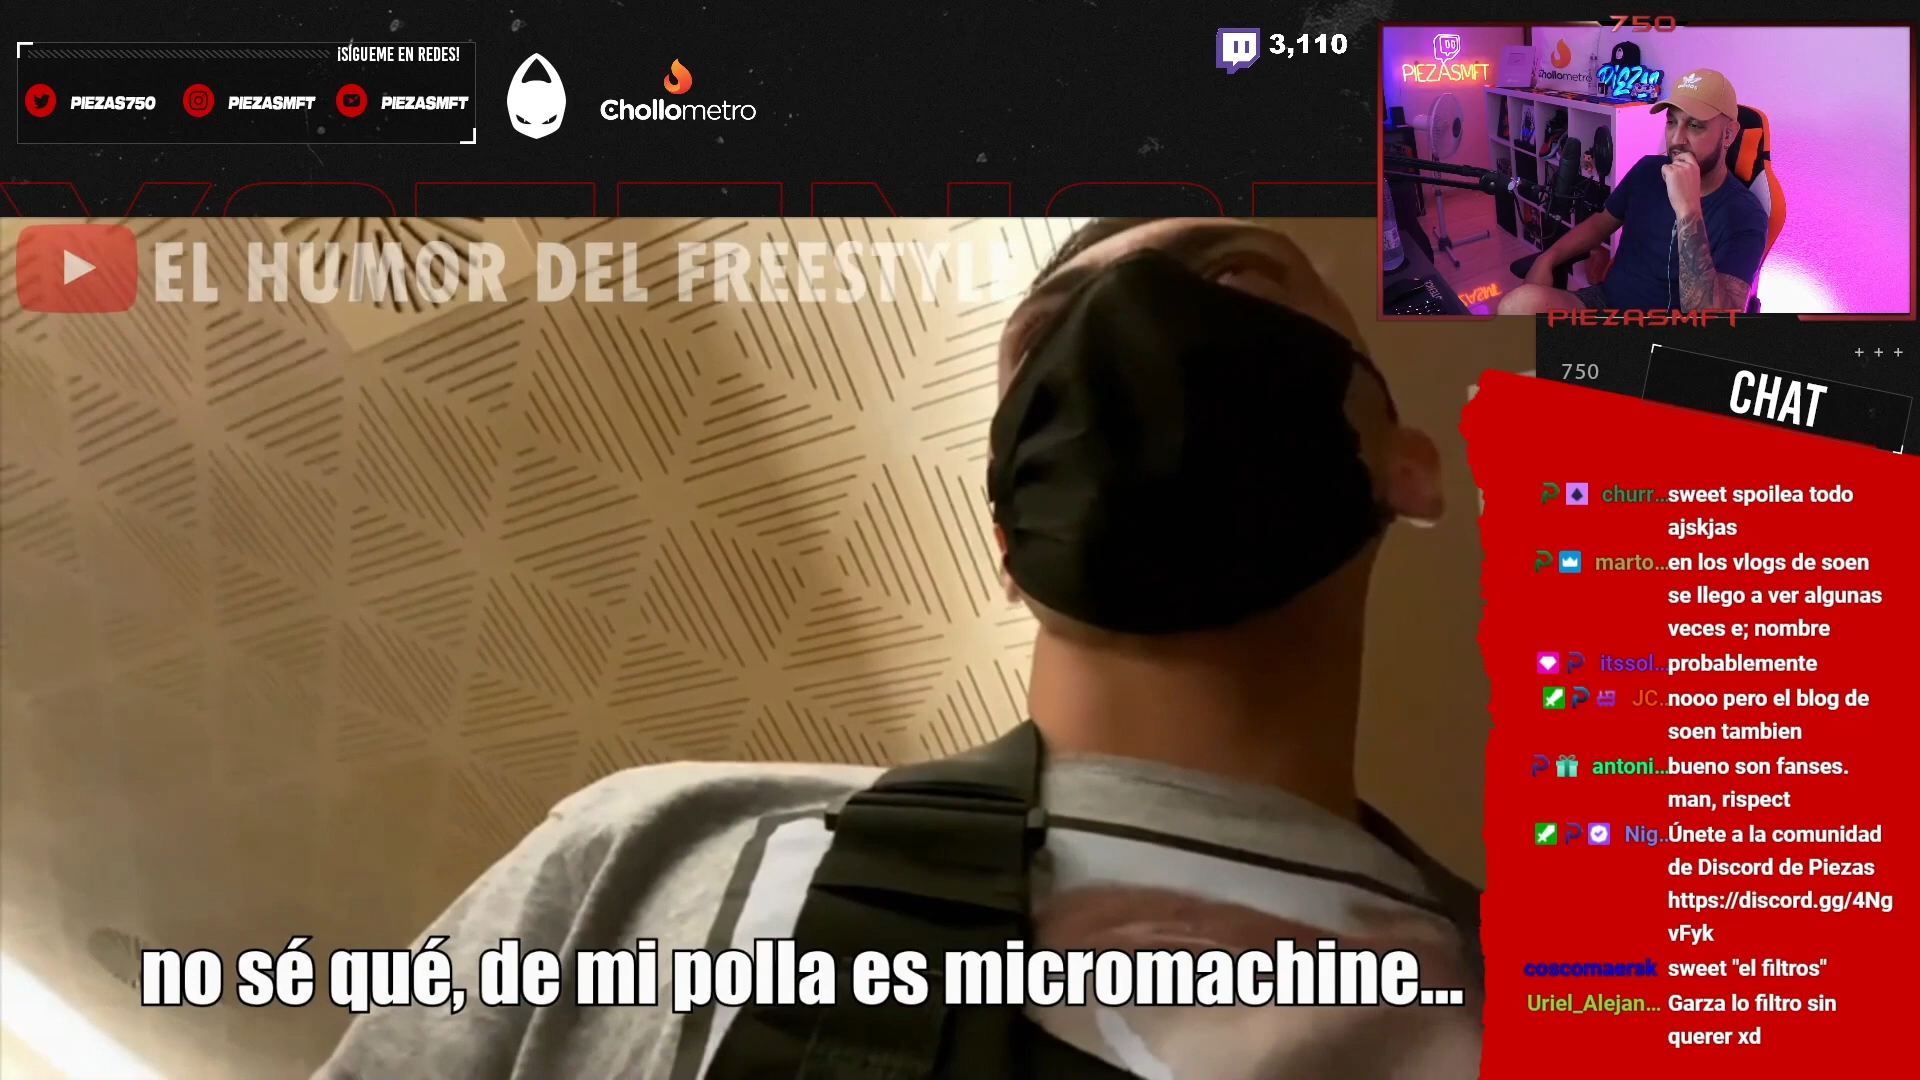 ¡SÍGUEME EN REDES!
PIEZAS750 PIEZASMFT PIEZASMFT
Chollometro
3,110
750
PIEZASMFT
Chollometro
PIEZASMFT
EL HUMOR DEL FREESTYLE
750
+ + +
CHAT
churr...sweet spoilea todo
ajskjas
marto...en los vlogs de soen
se llego a ver algunas
veces e; nombre
itssol...probablemente
JC..nooo pero el blog de
soen tambien
antoni...bueno son fanses.
man, rispect
Nig..Únete a la comunidad
de Discord de Piezas
https://discord.gg/4Ng
vFyk
coscomaersk sweet "el filtros"
Uriel_Alejan... Garza lo filtro sin
querer xd
no sé qué, de mi polla es micromachine...